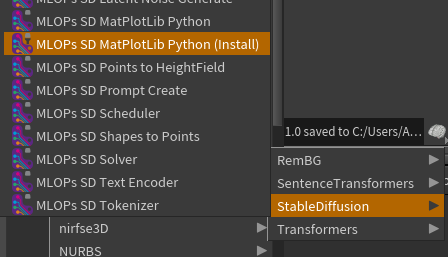 MLOPs SD Latent Noise Generate
MLOPs SD MatPlotLib Python
MLOPs SD MatPlotLib Python (Install)
MLOPs SD Points to HeightField
MLOPs SD Prompt Create
MLOPs SD Scheduler
MLOPs SD Shapes to Points
MLOPs SD Solver
MLOPs SD Text Encoder
MLOPs SD Tokenizer
nirfse3D
NURBS
1.0 saved to C:/Users/A...
RemBG
SentenceTransformers
StableDiffusion
Transformers